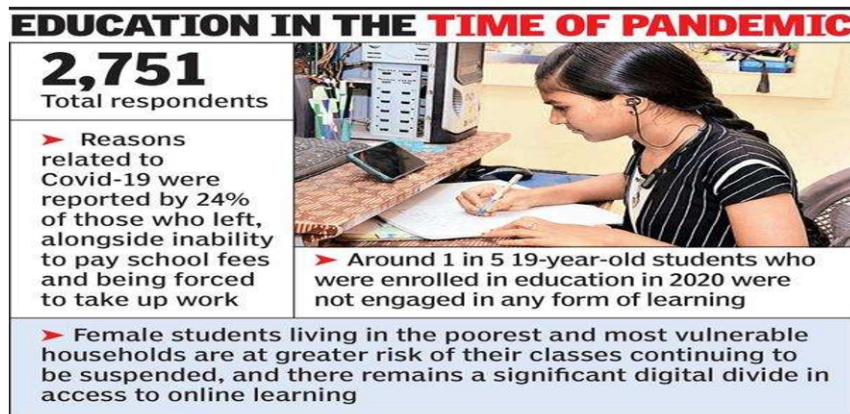 EDUCATION IN THE TIME OF PANDEMIC
2,751
Total respondents
➤ Reasons
related to
Covid-19 were
reported by 24%
of those who left,
alongside inability
to pay school fees
and being forced
to take up work
➤ Around 1 in 5 19-year-old students who
were enrolled in education in 2020 were
not engaged in any form of learning
➤ Female students living in the poorest and most vulnerable
households are at greater risk of their classes continuing to
be suspended, and there remains a significant digital divide in
access to online learning